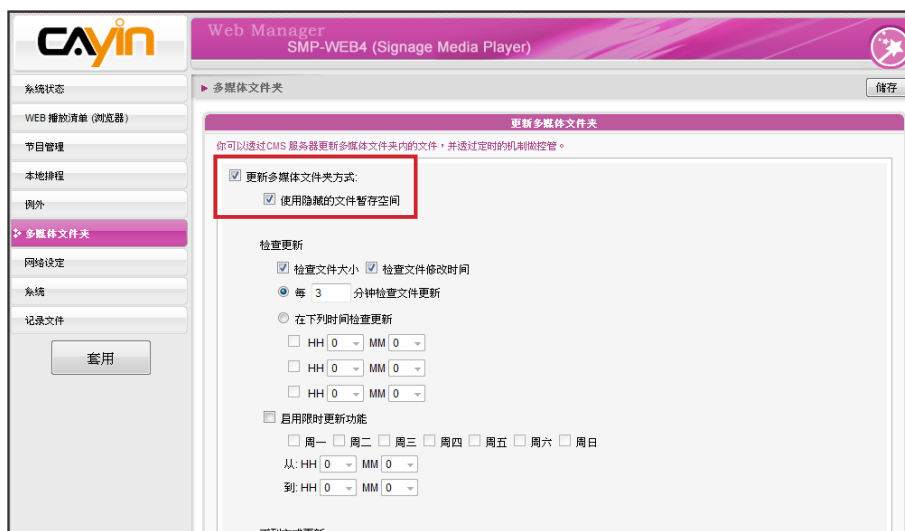 CAYIN
Web Manager
SMP-WEB4 (Signage Media Player)
系统状态
WEB 播放清单 (浏览器)
节目管理
本地排程
例外
多媒体文件夹
网络设定
系统
记录文件
套用
多媒体文件夹
储存
更新多媒体文件夹
你可以透过CMS 服务器更新多媒体文件夹内的文件，并透过定时的机制做控管。
更新多媒体文件夹方式:
使用隐藏的文件暂存空间
检查更新
检查文件大小 检查文件修改时间
每 3 分钟检查文件更新
在下列时间检查更新
HH 0 MM 0
HH 0 MM 0
HH 0 MM 0
启用限时更新功能
周一 周二 周三 周四 周五 周六 周日
从: HH 0 MM 0
到: HH 0 MM 0